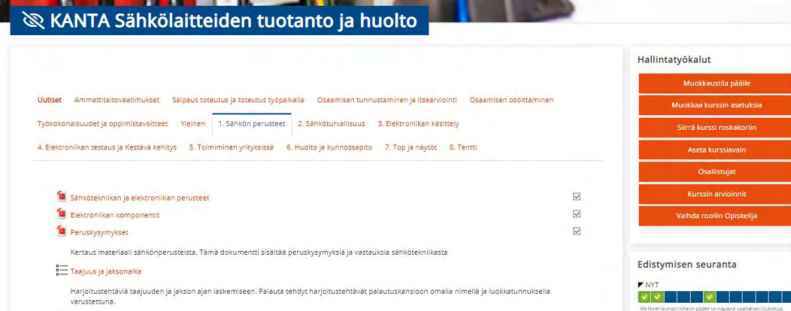 KANTA Sähkölaitteiden tuotanto ja huolto
Uutiset Ammattitaitovaatimukset Saipaus toteutus ja toteutus työpaikalla Osaamisen tunnustaminen ja itsearviointi Osaamisen osoittaminen
Työkokonaisuudet ja oppimistavoitteet Yleinen 1. Sähkön perusteet 2. Sähköturvallisuus 3. Elektroniikan käsittely
4. Elektroniikan testaus ja Kestävä kehitys 5. Toimiminen yrityksissä 6. Huolto ja kunnossapito 7. Top ja näytöt 8. Tentti
Sähkötekniikan ja elektroniikan perusteet
Elektroniikan komponentit
Peruskysymykset
Kertaus materiaali sähkönperusteista. Tämä dokumentti sisältää peruskysymyksiä ja vastauksia sähkötekniikasta
Taajuus ja jaksonaika
Harjoitustehtäviä taajuuden ja jakson ajan laskemiseen. Palauta tehdyt harjoitustehtävät palautuskansioon omalla nimellä ja luokkatunnuksella
varustettuna.
Hallintatyökalut
Muokkaustila päälle
Muokkaa kurssin asetuksia
Siirrä kurssi roskakoriin
Aseta kurssiavain
Osallistujat
Kurssin arvioinnit
Vaihda rooliin Opiskelija
Edistymisen seuranta
NYT